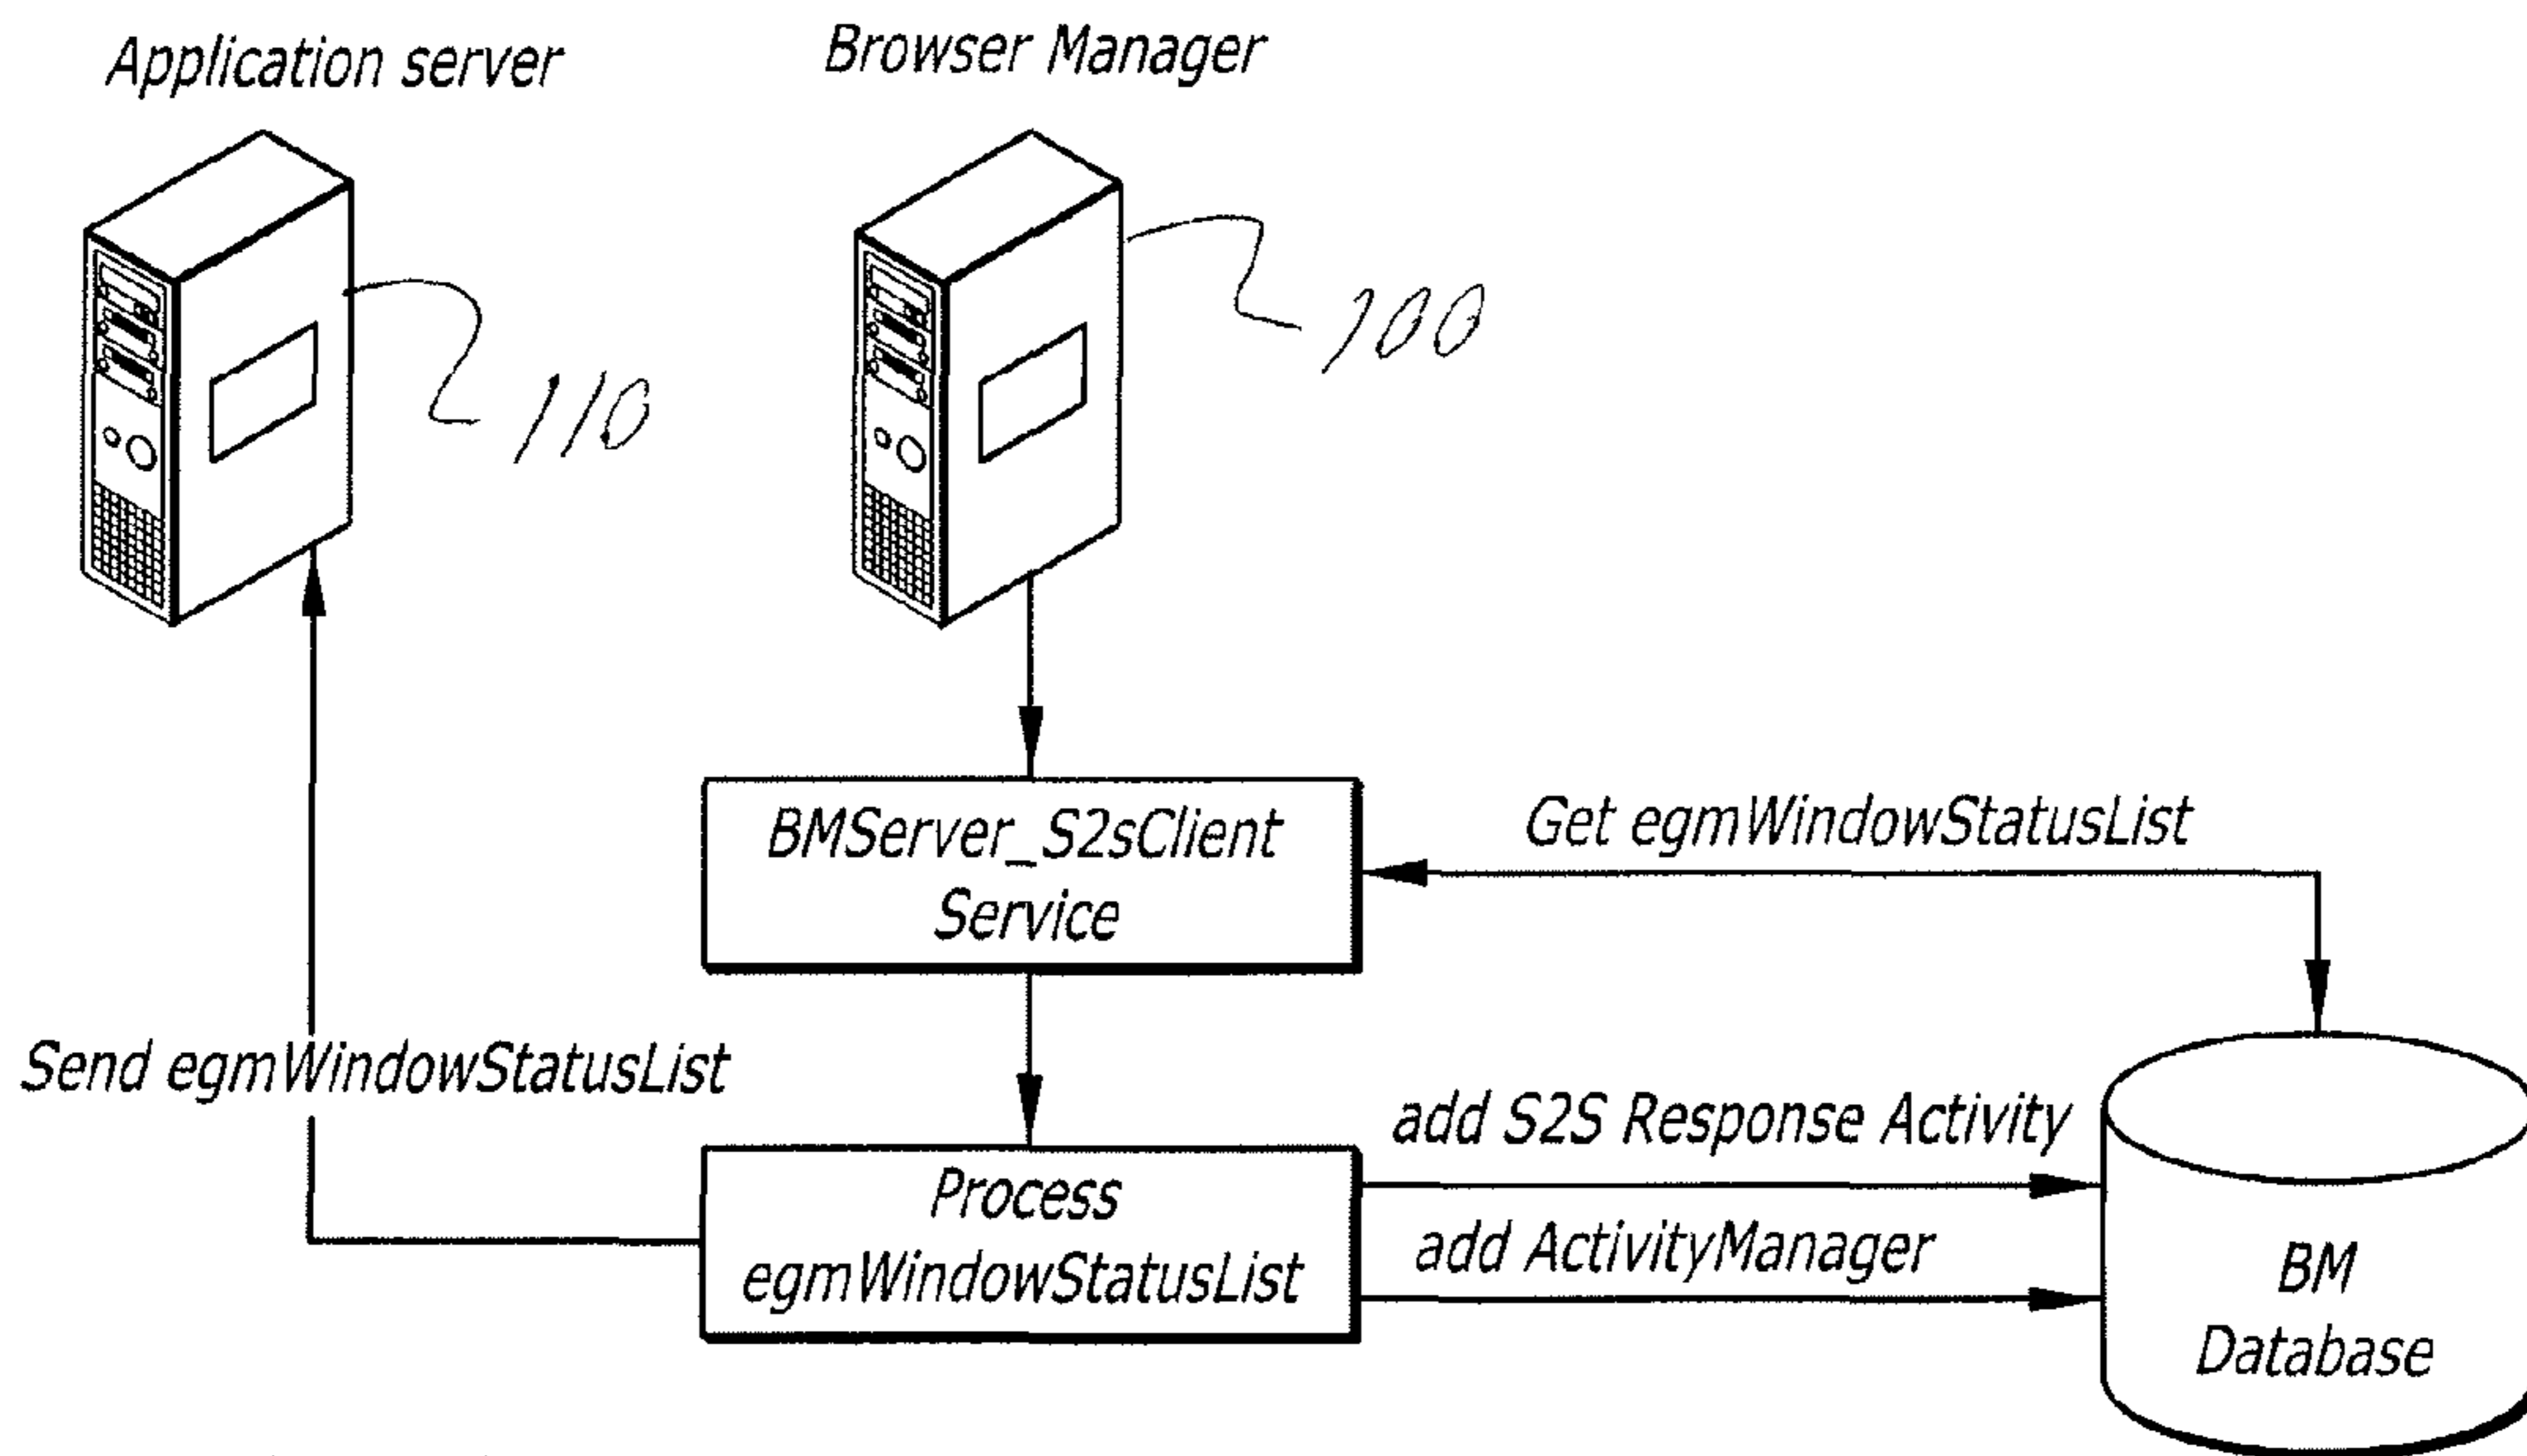 Application server
Browser Manager
110
100
BMServer_S2sClient
Service
Get egmWindowStatusList
Send egmWindowStatusList
Process
egmWindowStatusList
add S2S Response Activity
add ActivityManager
BM
Database